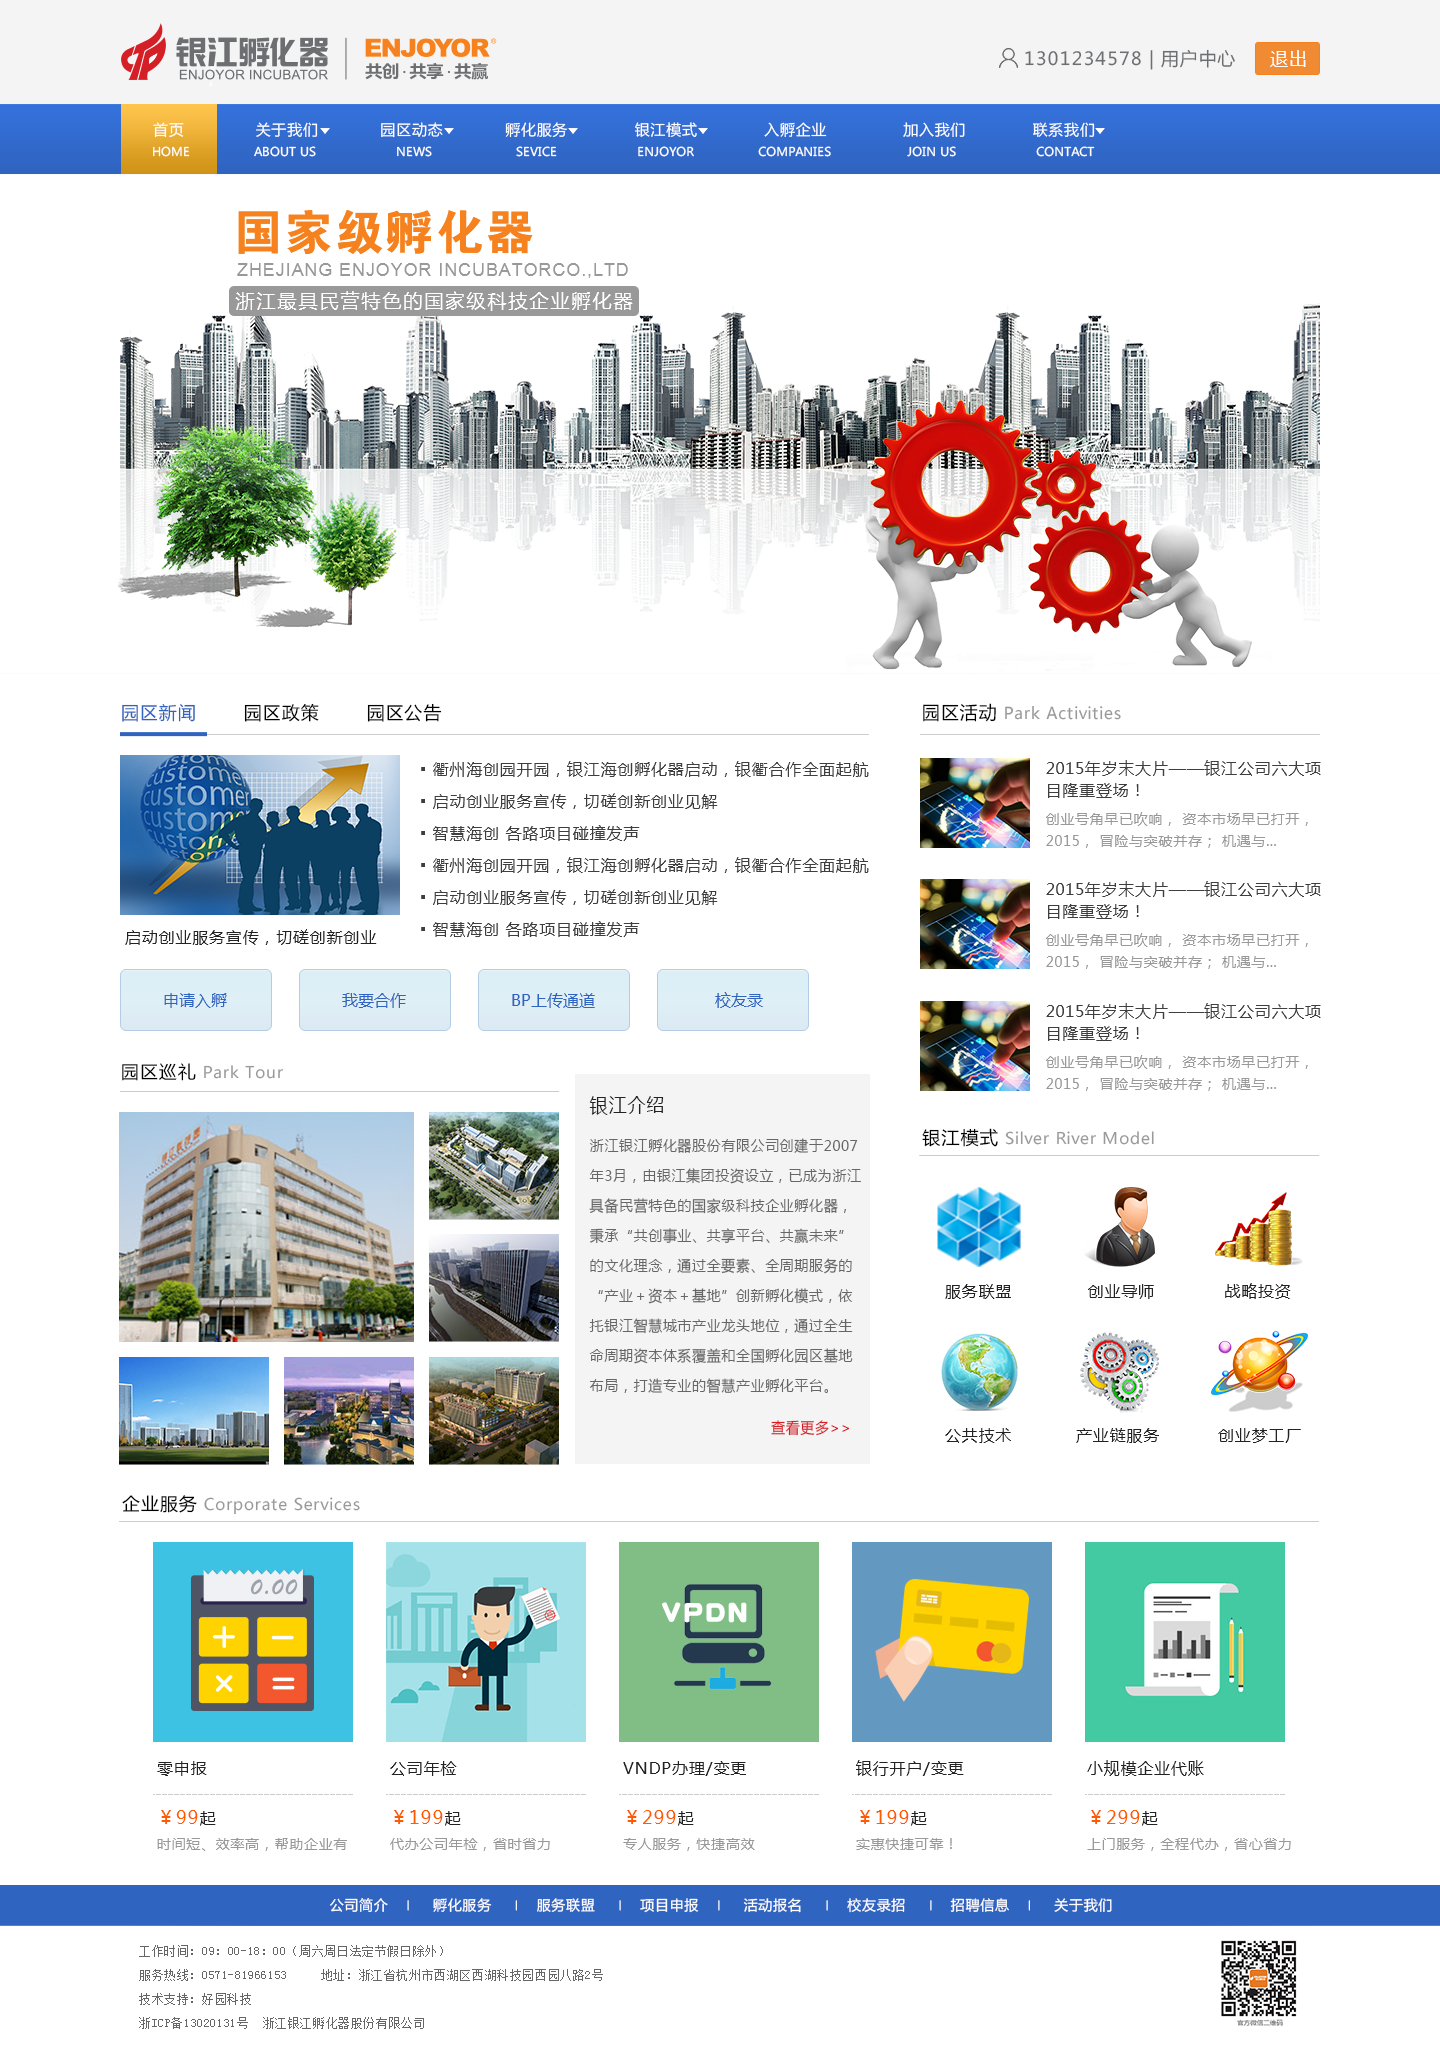 银江孵化器
ENJOYOR INCUBATOR
ENJOYOR®
共创·共享·共赢
1301234578 | 用户中心
退出
首页 关于我们 园区动态 孵化服务 银江模式 入孵企业 加入我们 联系我们
HOME ABOUT US NEWS SEVICE ENJOYOR COMPANIES JOIN US CONTACT
国家级孵化器
ZHEJIANG ENJOYOR INCUBATORCO.,LTD
浙江最具民营特色的国家级科技企业孵化器
园区新闻 园区政策 园区公告
customer
customer
customer
启动创业服务宣传，切磋创新创业
▪ 衢州海创园开园，银江海创孵化器启动，银衢合作全面起航
▪ 启动创业服务宣传，切磋创新创业见解
▪ 智慧海创 各路项目碰撞发声
▪ 衢州海创园开园，银江海创孵化器启动，银衢合作全面起航
▪ 启动创业服务宣传，切磋创新创业见解
▪ 智慧海创 各路项目碰撞发声
申请入孵 我要合作 BP上传通道 校友录
园区活动 Park Activities
2015年岁末大片——银江公司六大项
目隆重登场！
创业号角早已吹响， 资本市场早已打开，
2015， 冒险与突破并存； 机遇与...
2015年岁末大片——银江公司六大项
目隆重登场！
创业号角早已吹响， 资本市场早已打开，
2015， 冒险与突破并存； 机遇与...
2015年岁末大片——银江公司六大项
目隆重登场！
创业号角早已吹响， 资本市场早已打开，
2015， 冒险与突破并存； 机遇与...
园区巡礼 Park Tour
银江介绍
浙江银江孵化器股份有限公司创建于2007
年3月，由银江集团投资设立，已成为浙江
具备民营特色的国家级科技企业孵化器，
秉承“共创事业、共享平台、共赢未来”
的文化理念，通过全要素、全周期服务的
“产业＋资本＋基地”创新孵化模式，依
托银江智慧城市产业龙头地位，通过全生
命周期资本体系覆盖和全国孵化园区基地
布局，打造专业的智慧产业孵化平台。
查看更多>>
银江模式 Silver River Model
服务联盟 创业导师 战略投资
公共技术 产业链服务 创业梦工厂
企业服务 Corporate Services
0.00
VPDN
零申报 公司年检 VNDP办理/变更 银行开户/变更 小规模企业代账
￥99起 ￥199起 ￥299起 ￥199起 ￥299起
时间短、效率高，帮助企业有 代办公司年检，省时省力 专人服务，快捷高效 实惠快捷可靠！ 上门服务，全程代办，省心省力
公司简介 | 孵化服务 | 服务联盟 | 项目申报 | 活动报名 | 校友录招 | 招聘信息 | 关于我们
工作时间：09：00-18：00（周六周日法定节假日除外）
服务热线：0571-81966153 地址：浙江省杭州市西湖区西湖科技园西园八路2号
技术支持：好园科技
浙ICP备13020131号 浙江银江孵化器股份有限公司
官方微信二维码